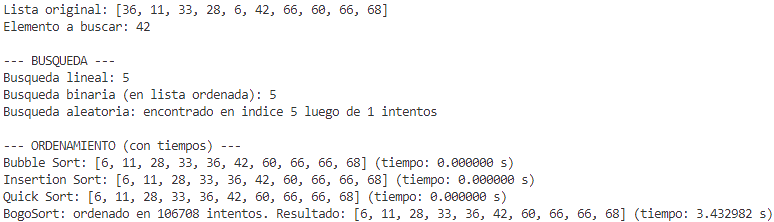 Lista original: [36, 11, 33, 28, 6, 42, 66, 60, 66, 68]
Elemento a buscar: 42
--- BUSQUEDA ---
Busqueda lineal: 5
Busqueda binaria (en lista ordenada): 5
Busqueda aleatoria: encontrado en indice 5 luego de 1 intentos
--- ORDENAMIENTO (con tiempos) ---
Bubble Sort: [6, 11, 28, 33, 36, 42, 60, 66, 66, 68] (tiempo: 0.000000 s)
Insertion Sort: [6, 11, 28, 33, 36, 42, 60, 66, 66, 68] (tiempo: 0.000000 s)
Quick Sort: [6, 11, 28, 33, 36, 42, 60, 66, 66, 68] (tiempo: 0.000000 s)
BogoSort: ordenado en 106708 intentos. Resultado: [6, 11, 28, 33, 36, 42, 60, 66, 66, 68] (tiempo: 3.432982 s)